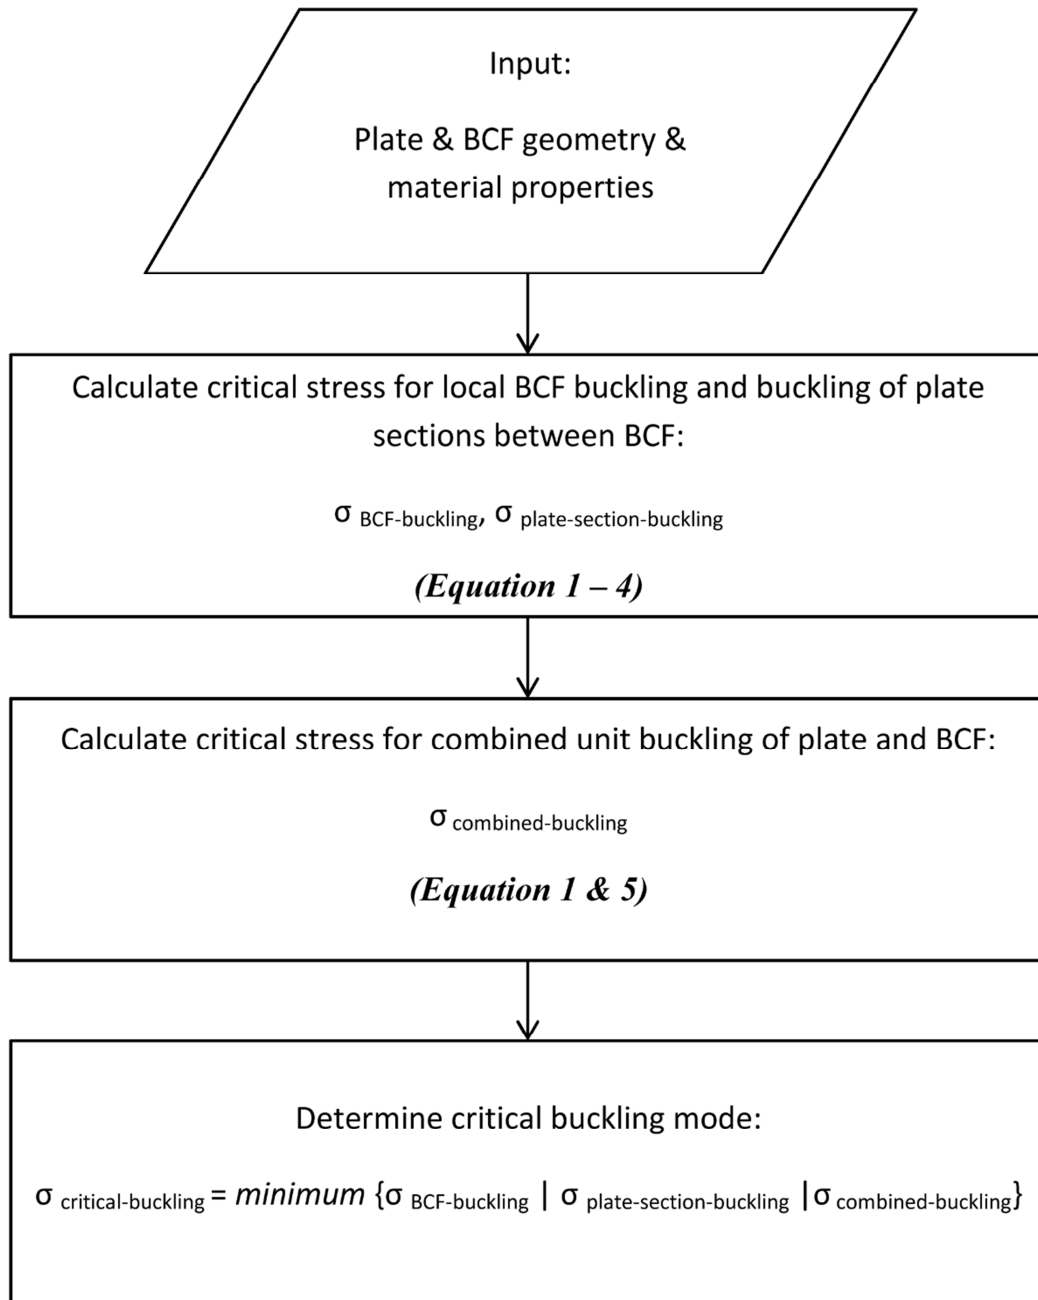 Input:
Plate & BCF geometry &
material properties
Calculate critical stress for local BCF buckling and buckling of plate
sections between BCF:
σ BCF-buckling, σ plate-section-buckling
(Equation 1 – 4)
Calculate critical stress for combined unit buckling of plate and BCF:
σ combined-buckling
(Equation 1 & 5)
Determine critical buckling mode:
σ critical-buckling = minimum {σ BCF-buckling | σ plate-section-buckling |σ combined-buckling}